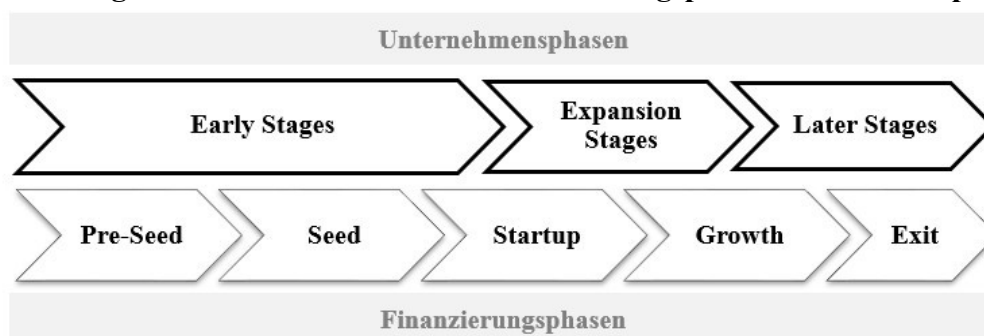 Unternehmensphasen
Early Stages
Expansion
Stages
Later Stages
Pre-Seed
Seed
Startup
Growth
Exit
Finanzierungsphasen